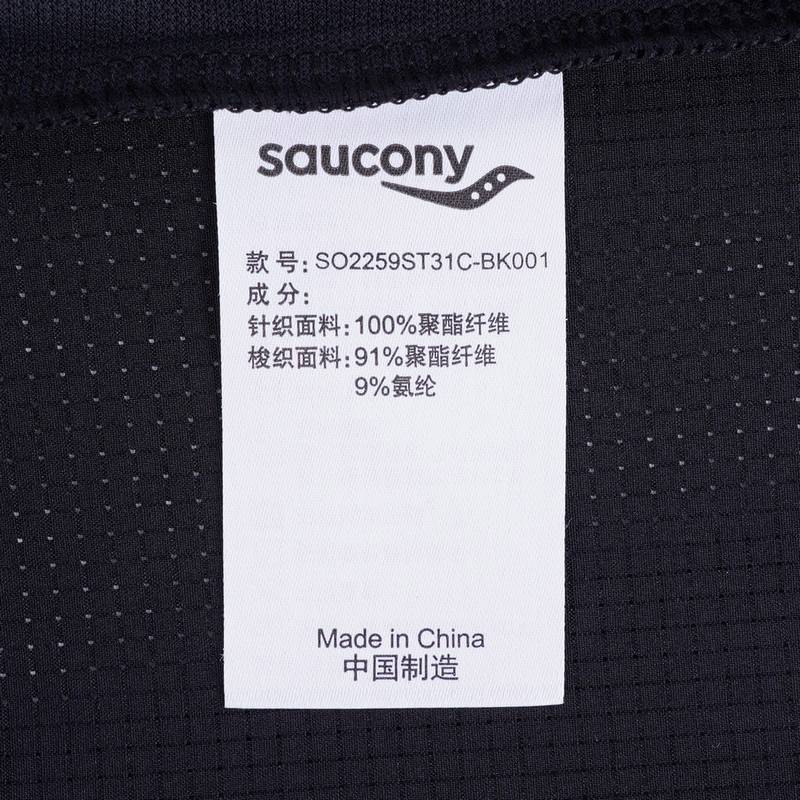 saucony
款号: SO2259ST31C-BK001
成分:
针织面料:100%聚酯纤维
梭织面料:91%聚酯纤维
9%氨纶
Made in China
中国制造